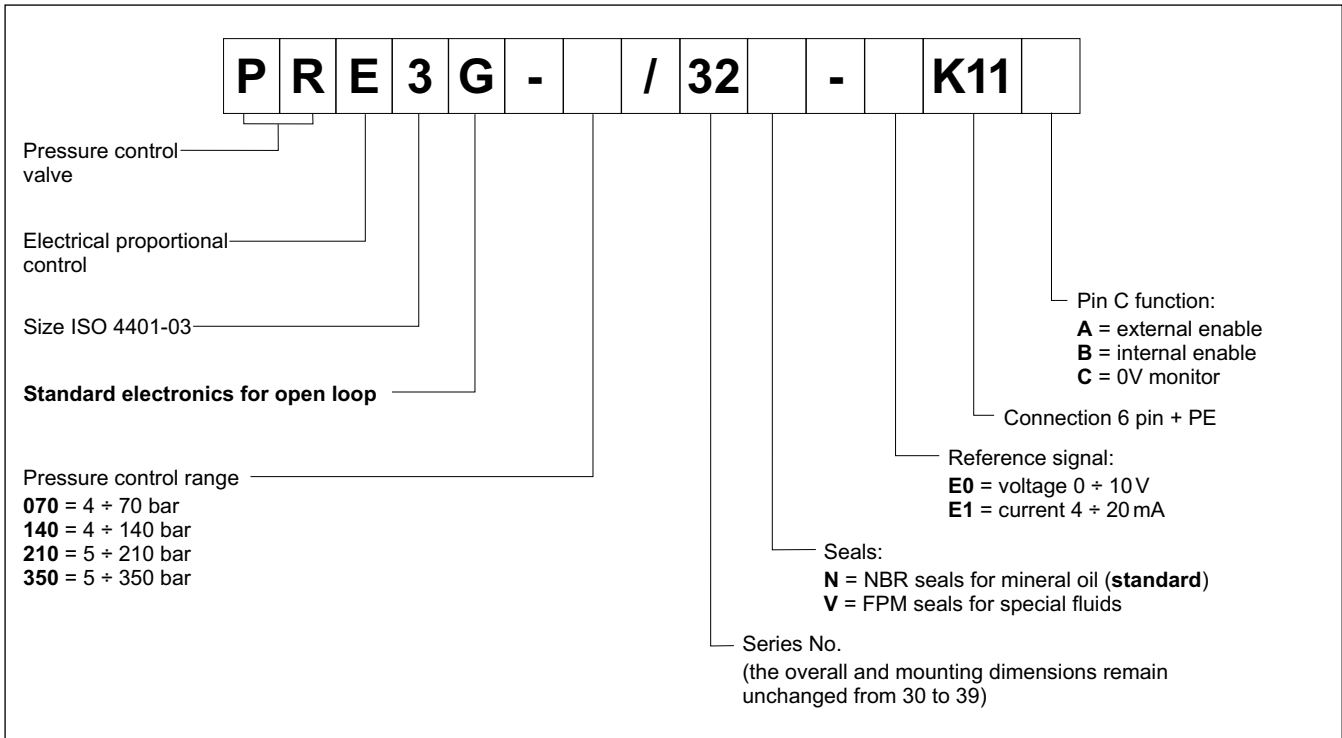 P R E 3 G - / 32 - K11
Pressure control
valve
Electrical proportional
control
Size ISO 4401-03
Standard electronics for open loop
Pressure control range
070 = 4 ÷ 70 bar
140 = 4 ÷ 140 bar
210 = 5 ÷ 210 bar
350 = 5 ÷ 350 bar
Pin C function:
A = external enable
B = internal enable
C = 0V monitor
Connection 6 pin + PE
Reference signal:
E0 = voltage 0 ÷ 10 V
E1 = current 4 ÷ 20 mA
Seals:
N = NBR seals for mineral oil (standard)
V = FPM seals for special fluids
Series No.
(the overall and mounting dimensions remain
unchanged from 30 to 39)